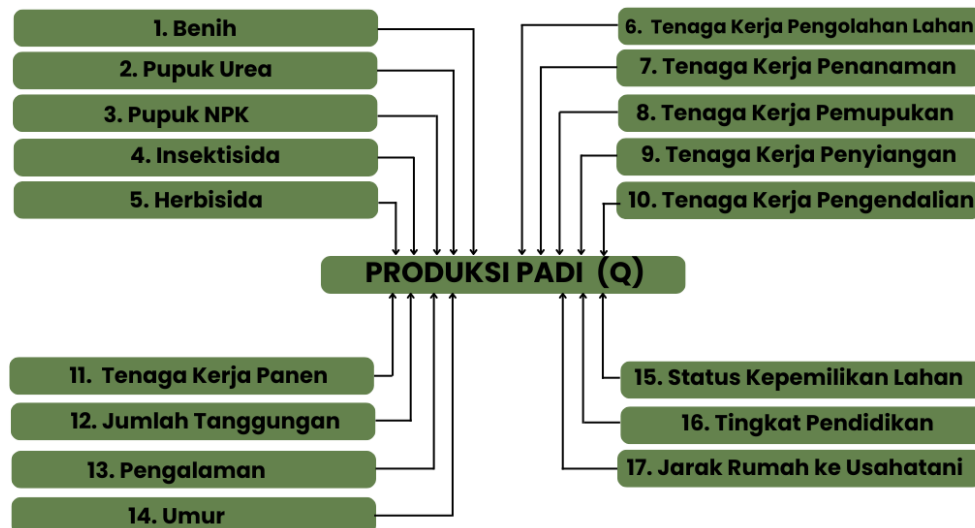 1. Benih
2. Pupuk Urea
3. Pupuk NPK
4. Insektisida
5. Herbisida
6. Tenaga Kerja Pengolahan Lahan
7. Tenaga Kerja Penanaman
8. Tenaga Kerja Pemupukan
9. Tenaga Kerja Penyiangan
10. Tenaga Kerja Pengendalian
PRODUKSI PADI (Q)
11. Tenaga Kerja Panen
12. Jumlah Tanggungan
13. Pengalaman
14. Umur
15. Status Kepemilikan Lahan
16. Tingkat Pendidikan
17. Jarak Rumah ke Usahatani